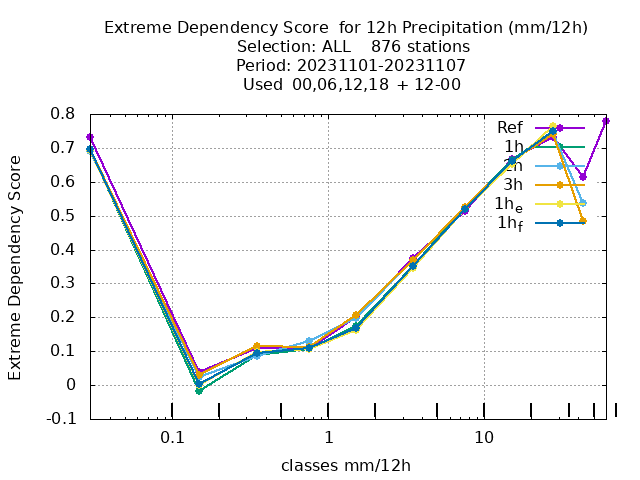 Extreme Dependency Score  for 12h Precipitation (mm/12h)
Selection: ALL    876 stations
Period: 20231101-20231107
Used  00,06,12,18 + 12-00
Extreme Dependency Score
0.8
0.7
0.6
0.5
0.4
0.3
0.2
0.1
0
-0.1
Ref
1h
2h
3h
1he
1hf
0.1
1
10
classes mm/12h